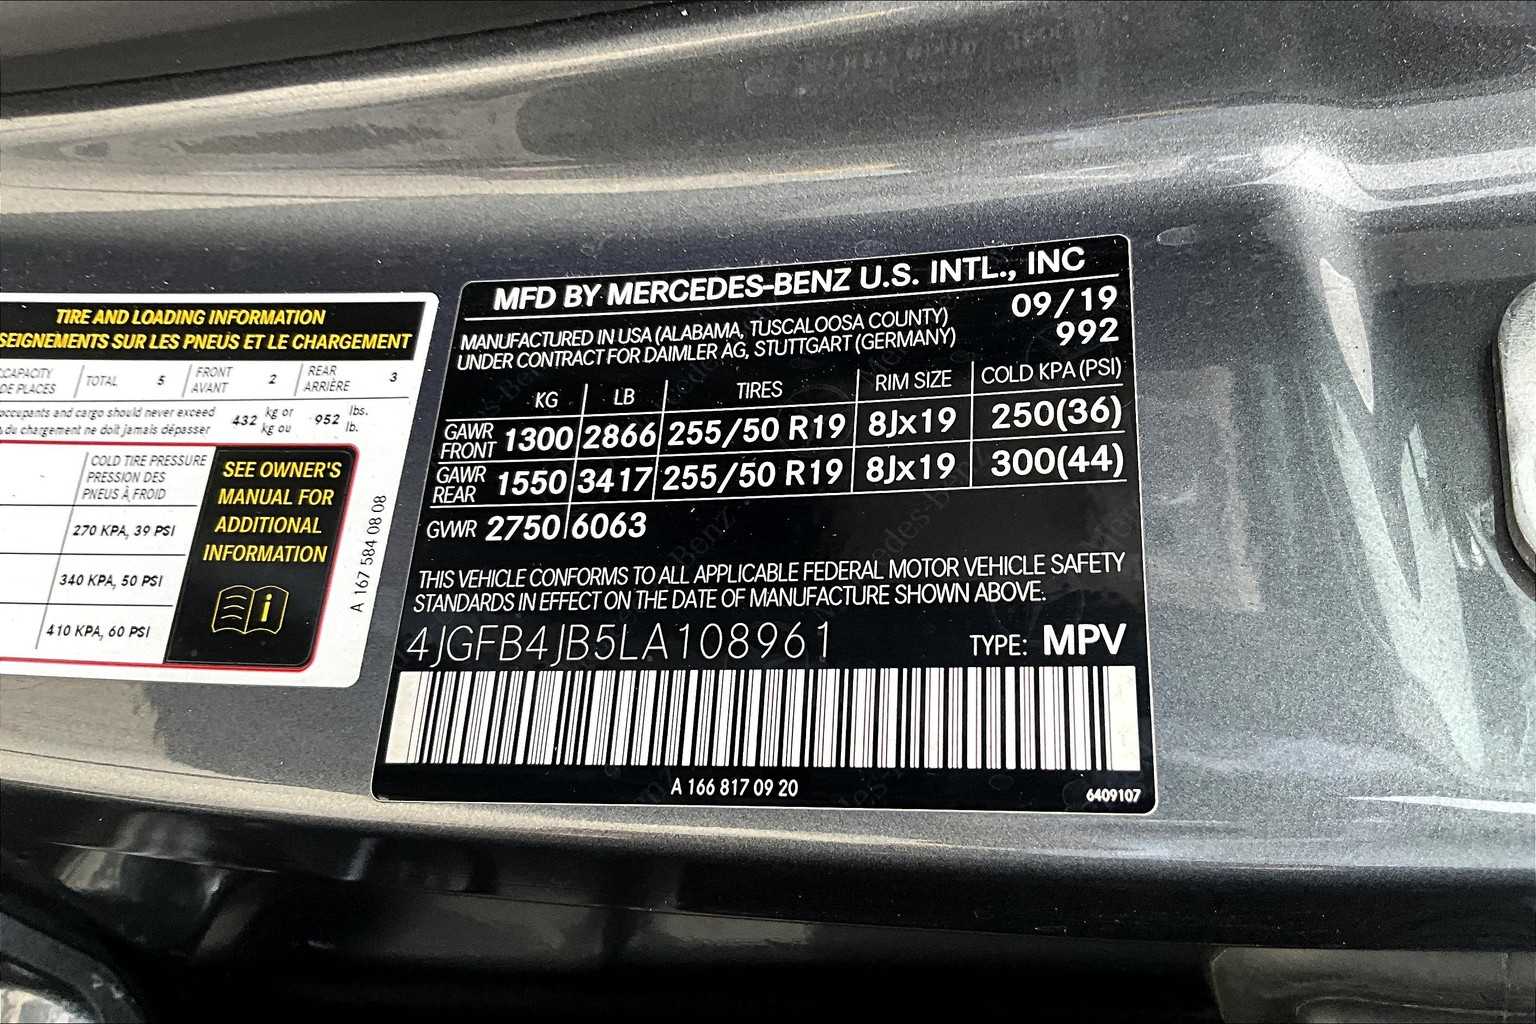 TIRE AND LOADING INFORMATION
SEIGNEMENTS SUR LES PNEUS ET LE CHARGEMENT
CAPACITY TOTAL 5 FRONT 2 REAR 3
DE PLACES AVANT ARRIÈRE
occupants and cargo should never exceed 432 kg or 952 lbs.
du chargement ne doit jamais dépasser kg ou lb.
COLD TIRE PRESSURE
PRESSION DES
PNEUS À FROID
270 KPA, 39 PSI
340 KPA, 50 PSI
410 KPA, 60 PSI
SEE OWNER'S
MANUAL FOR
ADDITIONAL
INFORMATION
i
A 167 584 08 08
MFD BY MERCEDES-BENZ U.S. INTL., INC
MANUFACTURED IN USA (ALABAMA, TUSCALOOSA COUNTY) 09/19
UNDER CONTRACT FOR DAIMLER AG, STUTTGART (GERMANY) 992
KG LB TIRES RIM SIZE COLD KPA (PSI)
GAWR FRONT 1300 2866 255/50 R19 8Jx19 250(36)
GAWR REAR 1550 3417 255/50 R19 8Jx19 300(44)
GVWR 2750 6063
THIS VEHICLE CONFORMS TO ALL APPLICABLE FEDERAL MOTOR VEHICLE SAFETY
STANDARDS IN EFFECT ON THE DATE OF MANUFACTURE SHOWN ABOVE.
4JGFB4JB5LA108961 TYPE: MPV
A 166 817 09 20
6409107